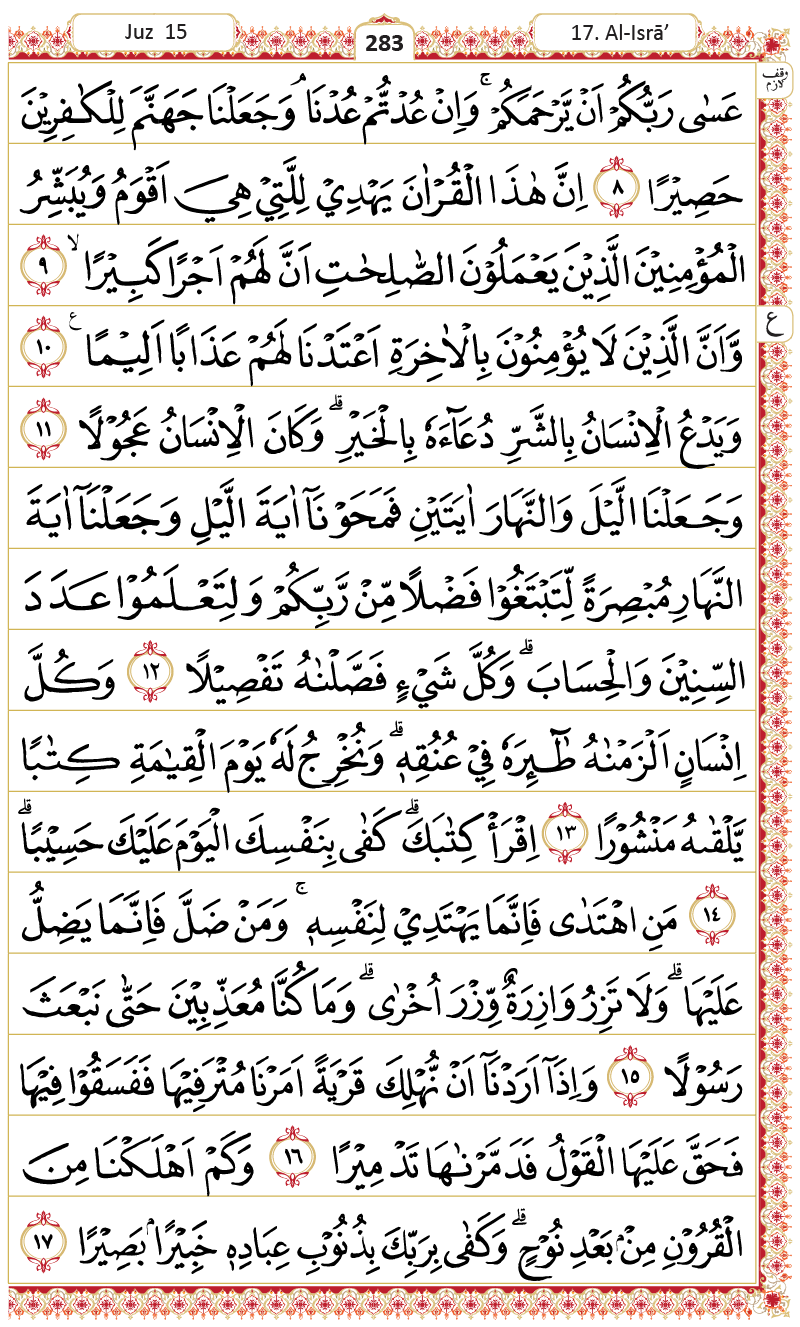 Juz 15
283
17. Al-Isrā’
وقف لازم
عَسٰى رَبُّكُمْ اَنْ يَّرْحَمَكُمْ ۚ وَاِنْ عُدْتُّمْ عُدْنَا ۘ وَجَعَلْنَا جَهَنَّمَ لِلْكٰفِرِيْنَ
حَصِيْرًا ٨ اِنَّ هٰذَا الْقُرْاٰنَ يَهْدِيْ لِلَّتِيْ هِيَ اَقْوَمُ وَيُبَشِّرُ
الْمُؤْمِنِيْنَ الَّذِيْنَ يَعْمَلُوْنَ الصّٰلِحٰتِ اَنَّ لَهُمْ اَجْرًا كَبِيْرًا ۙ ٩
وَّاَنَّ الَّذِيْنَ لَا يُؤْمِنُوْنَ بِالْاٰخِرَةِ اَعْتَدْنَا لَهُمْ عَذَابًا اَلِيْمًا ع ١٠
ع
وَيَدْعُ الْاِنْسَانُ بِالشَّرِّ دُعَاۤءَهٗ بِالْخَيْرِ ۗ وَكَانَ الْاِنْسَانُ عَجُوْلًا ١١
وَجَعَلْنَا الَّيْلَ وَالنَّهَارَ اٰيَتَيْنِ فَمَحَوْنَآ اٰيَةَ الَّيْلِ وَجَعَلْنَآ اٰيَةَ
النَّهَارِ مُبْصِرَةً لِّتَبْتَغُوْا فَضْلًا مِّنْ رَّبِّكُمْ وَلِتَعْلَمُوْا عَدَدَ
السِّنِيْنَ وَالْحِسَابَ ۗ وَكُلَّ شَيْءٍ فَصَّلْنٰهُ تَفْصِيْلًا ١٢ وَكُلَّ
اِنْسَانٍ اَلْزَمْنٰهُ طٰۤىِٕرَهٗ فِيْ عُنُقِهٖ ۗ وَنُخْرِجُ لَهٗ يَوْمَ الْقِيٰمَةِ كِتٰبًا
يَّلْقٰىهُ مَنْشُوْرًا ١٣ اِقْرَأْ كِتٰبَكَ ۗ كَفٰى بِنَفْسِكَ الْيَوْمَ عَلَيْكَ حَسِيْبًا ۗ
١٤ مَنِ اهْتَدٰى فَاِنَّمَا يَهْتَدِيْ لِنَفْسِهٖ ۚ وَمَنْ ضَلَّ فَاِنَّمَا يَضِلُّ
عَلَيْهَا ۗ وَلَا تَزِرُ وَازِرَةٌ وِّزْرَ اُخْرٰى ۗ وَمَا كُنَّا مُعَذِّبِيْنَ حَتّٰى نَبْعَثَ
رَسُوْلًا ١٥ وَاِذَآ اَرَدْنَآ اَنْ نُّهْلِكَ قَرْيَةً اَمَرْنَا مُتْرَفِيْهَا فَفَسَقُوْا فِيْهَا
فَحَقَّ عَلَيْهَا الْقَوْلُ فَدَمَّرْنٰهَا تَدْمِيْرًا ١٦ وَكَمْ اَهْلَكْنَا مِنَ
الْقُرُوْنِ مِنْۢ بَعْدِ نُوْحٍ ۗ وَكَفٰى بِرَبِّكَ بِذُنُوْبِ عِبَادِهٖ خَبِيْرًاۢ بَصِيْرًا ١٧